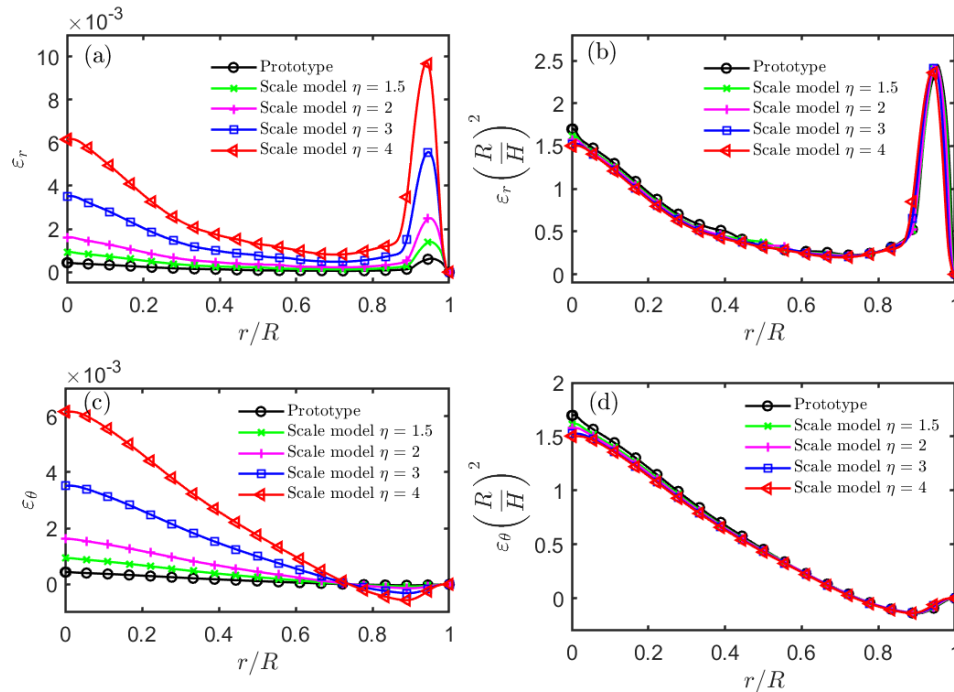 ×10⁻³
(a)
Prototype
Scale model η = 1.5
Scale model η = 2
Scale model η = 3
Scale model η = 4
ε_r
10
8
6
4
2
0
0 0.2 0.4 0.6 0.8 1
r/R
(b)
Prototype
Scale model η = 1.5
Scale model η = 2
Scale model η = 3
Scale model η = 4
ε_r (R/H)²
2.5
2
1.5
1
0.5
0
0 0.2 0.4 0.6 0.8 1
r/R
×10⁻³
(c)
Prototype
Scale model η = 1.5
Scale model η = 2
Scale model η = 3
Scale model η = 4
ε_θ
6
4
2
0
0 0.2 0.4 0.6 0.8 1
r/R
(d)
Prototype
Scale model η = 1.5
Scale model η = 2
Scale model η = 3
Scale model η = 4
ε_θ (R/H)²
2
1.5
1
0.5
0
0 0.2 0.4 0.6 0.8 1
r/R